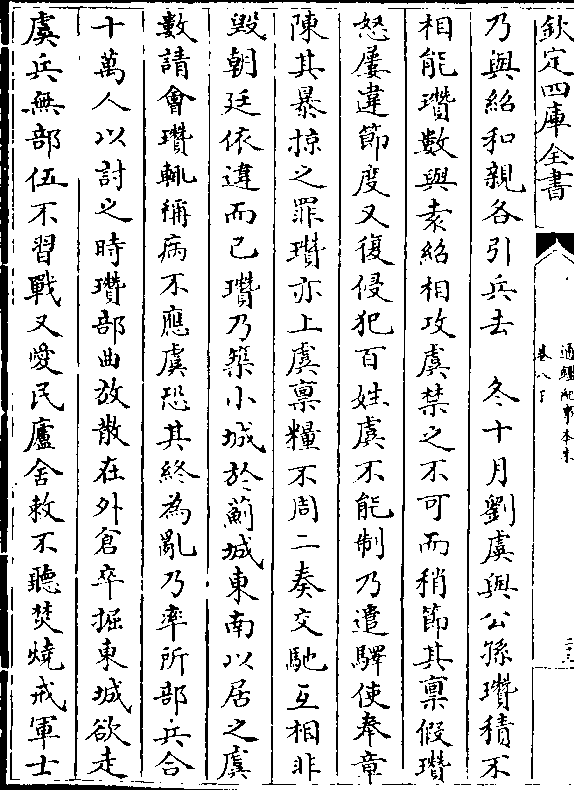 欽定四庫全書
通鑑紀事本末
卷八下
乃與紹和親各引兵去　冬十月劉虞與公孫瓚積不
相能瓚數與袁紹相攻虞禁之不可而稍節其禀假瓚
怒屢違節度又復侵犯百姓虞不能制乃遣驛使奉章
陳其暴掠之罪瓚亦上虞禀糧不周二奏交馳互相非
毀朝廷依違而已瓚乃築小城於薊城東南以居之虞
數請會瓚輒稱病不應虞恐其終為亂乃率所部兵合
十萬人以討之時瓚部曲放散在外倉卒掘東城欲走
虞兵無部伍不習戰又愛民廬舍敕不聽焚燒戒軍士